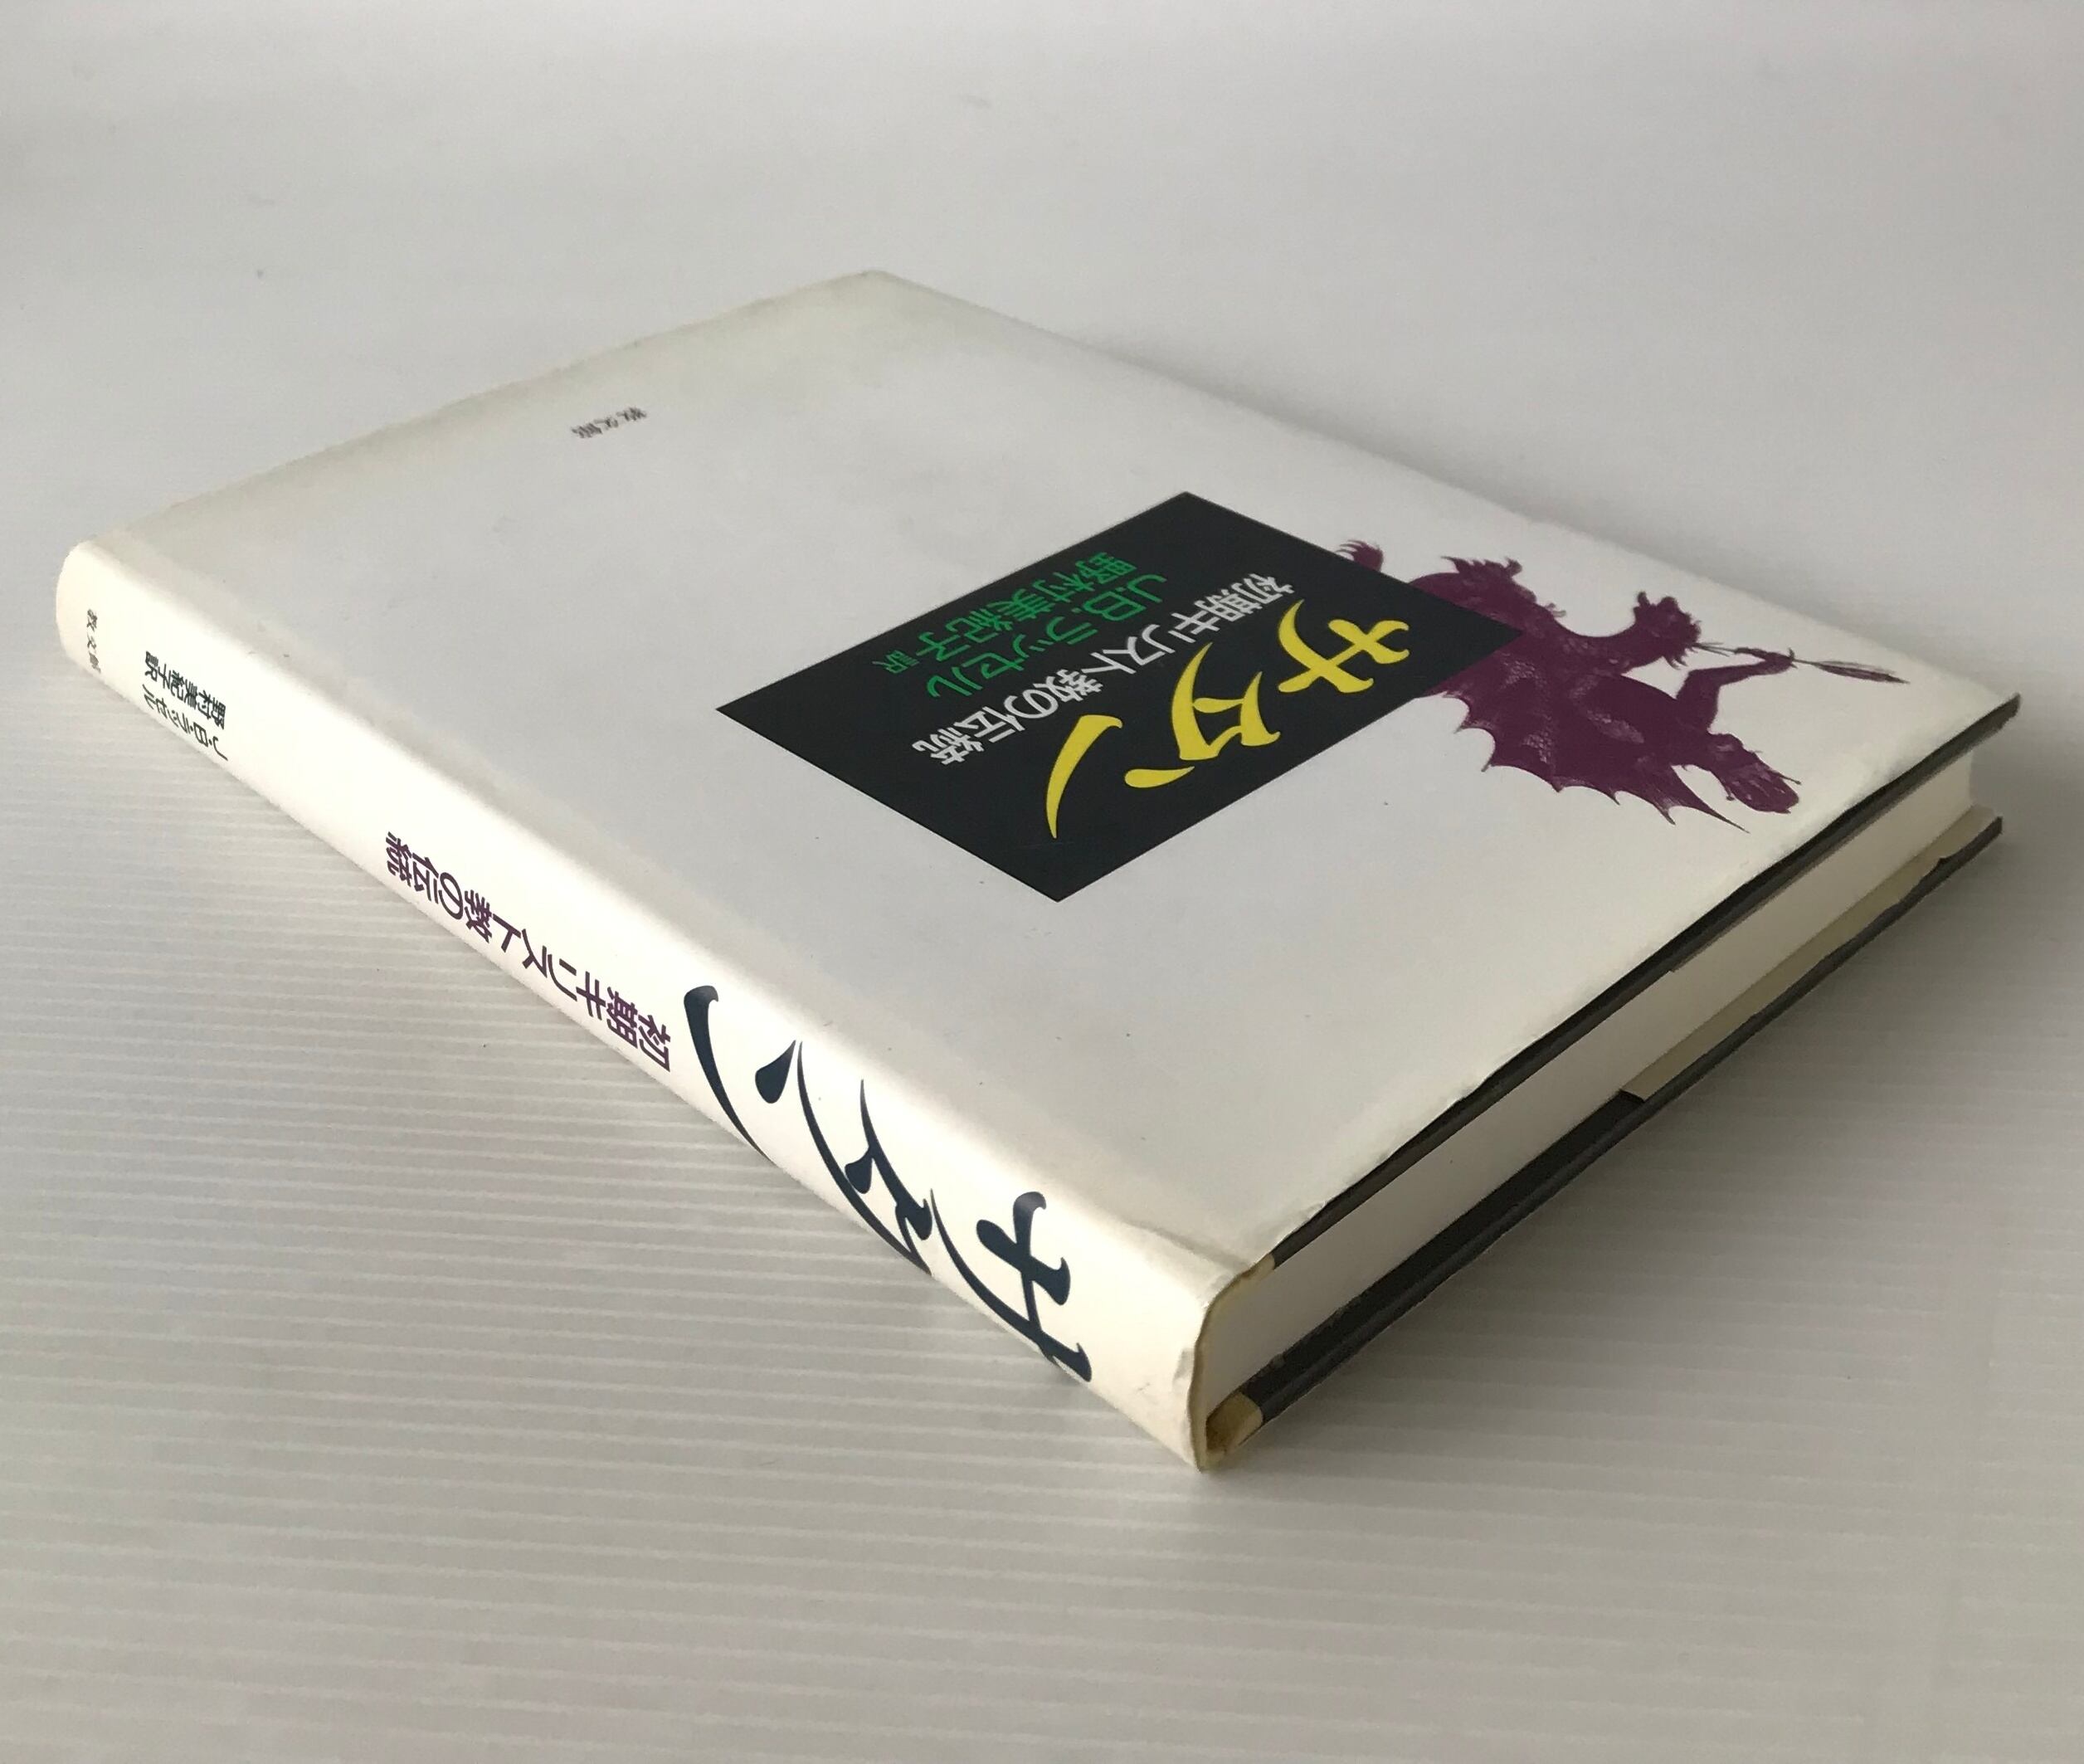 サタン
初期キリスト教の伝統
J.B.ラッセル
野村美紀子訳
教文館
サタン
初期キリスト教の伝統
J・B・ラッセル
野村美紀子訳
教文館